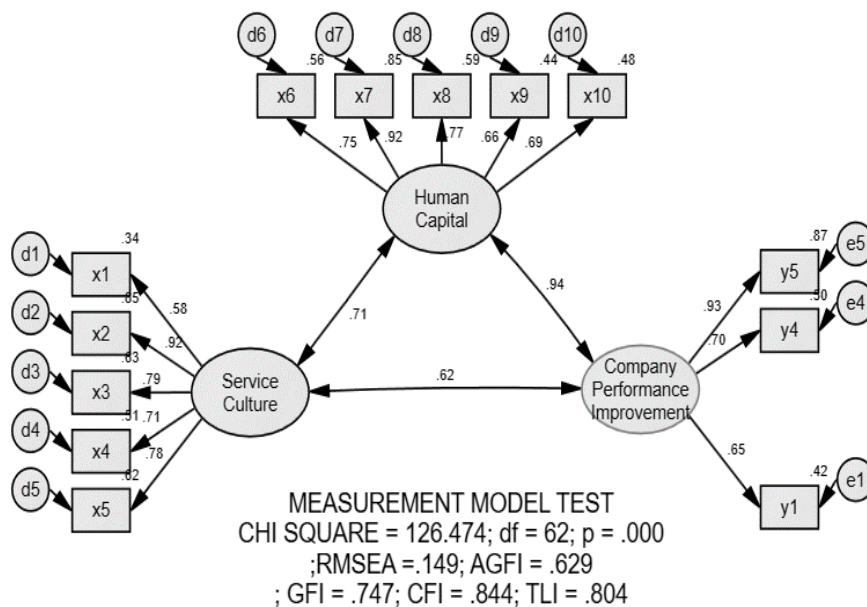 d6 d7 d8 d9 d10
.56 .85 .59 .44 .48
x6 x7 x8 x9 x10
.75 .92 .77 .66 .69
Human
Capital
d1 .34
x1
d2 .85
x2
d3 .63
x3
d4 .51
x4
d5 .62
x5
.58
.92
.79
.71
.78
Service
Culture
.71
.94
.62
Company
Performance
Improvement
.93
.70
.65
.87
y5 e5
.50
y4 e4
.42
y1 e1
MEASUREMENT MODEL TEST
CHI SQUARE = 126.474; df = 62; p = .000
;RMSEA =.149; AGFI = .629
; GFI = .747; CFI = .844; TLI = .804